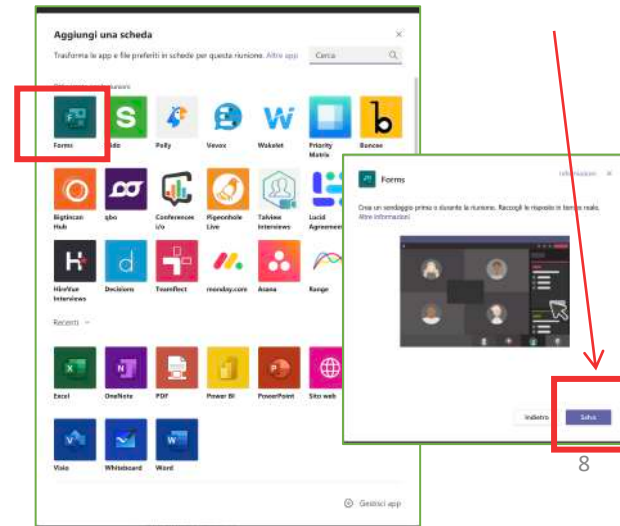 Aggiungi una scheda
Trasforma le app e file preferiti in schede per questa riunione. Altre app
Cerca
Forms
Polly
Vevox
Wakelet
Priority Matrix
Buncee
Bigtincan Hub
qbo
Conferences i/o
Pigeonhole Live
Talview Interviews
Lucid Agreement
HireVue Interviews
Decisions
Teamflect
monday.com
Asana
Range
Recenti
Excel
OneNote
PDF
Power BI
PowerPoint
Sito web
Visio
Whiteboard
Word
Gestisci app
Forms
Crea un sondaggio prima o durante la riunione. Raccogli le risposte in tempo reale.
Altre informazioni
Indietro
Salva
8